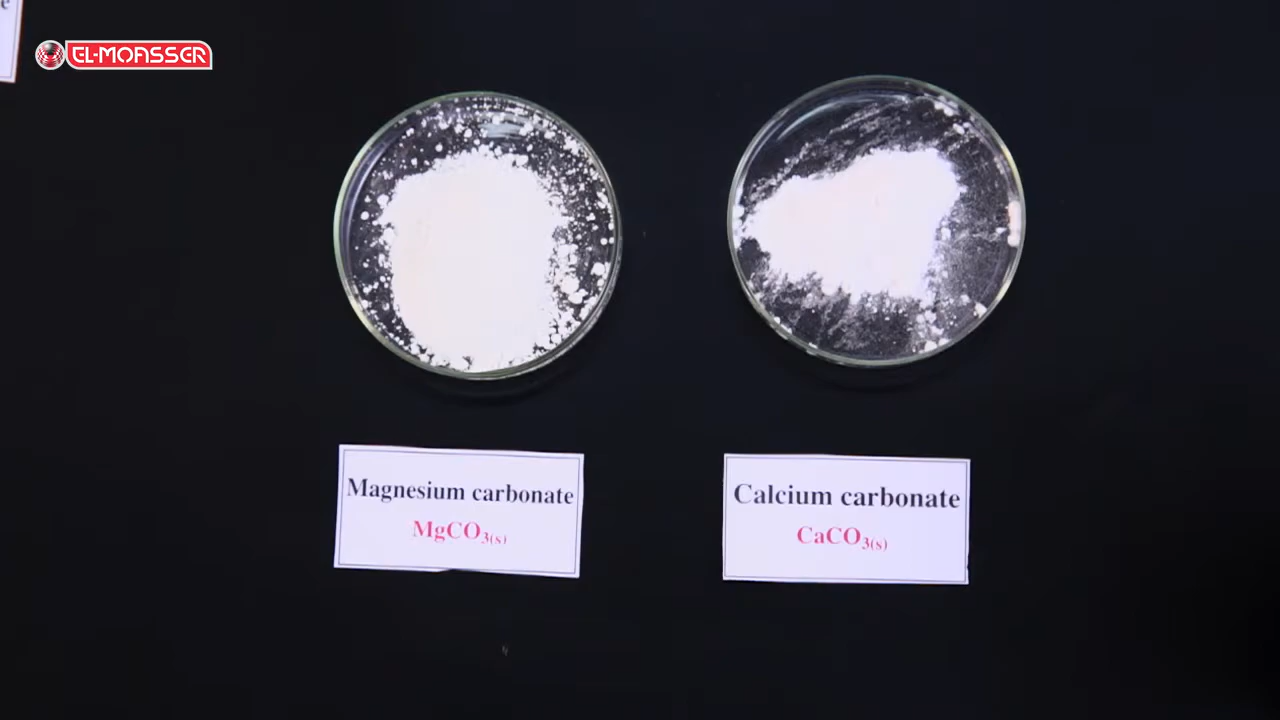 EL-MOASSER
Magnesium carbonate
MgCO3(s)
Calcium carbonate
CaCO3(s)